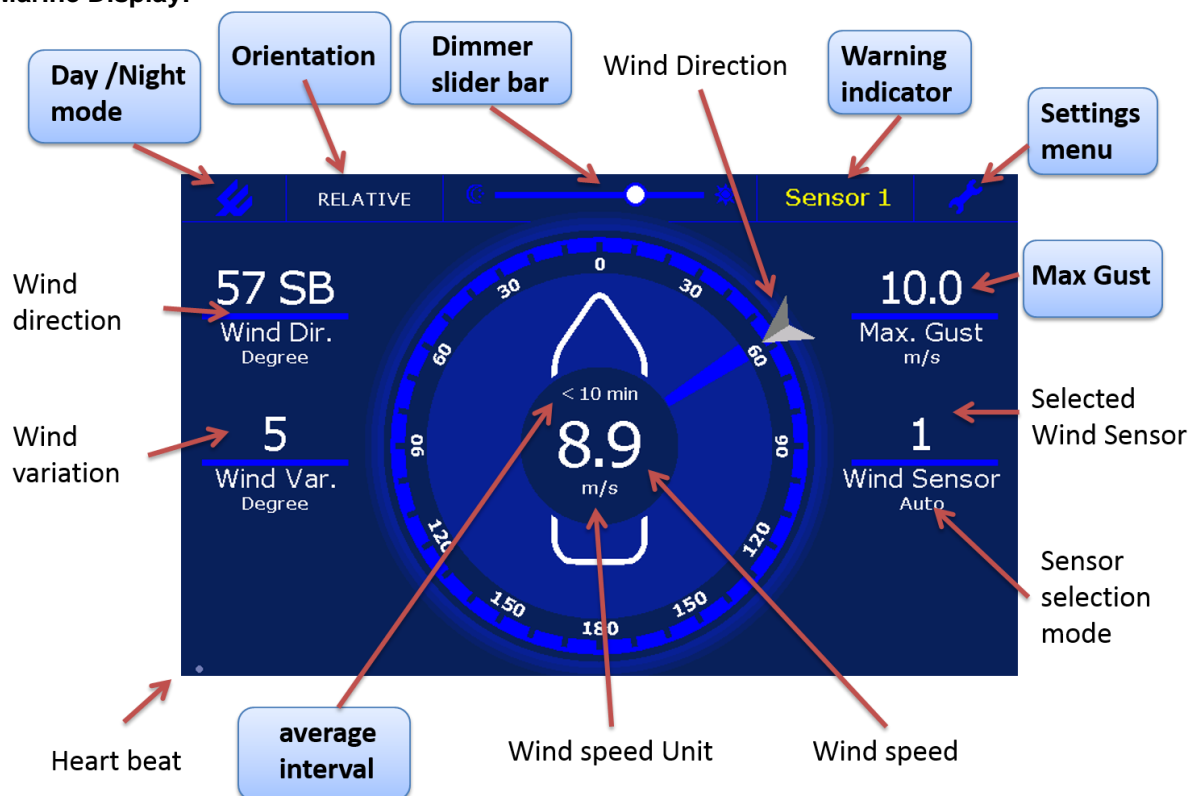 Marine Display:
Day /Night
mode
Orientation
Dimmer
slider bar
Wind Direction
Warning
indicator
Settings
menu
RELATIVE
Sensor 1
Wind
direction
57 SB
Wind Dir.
Degree
0
30
30
60
60
90
90
120
120
150
150
180
< 10 min
8.9
m/s
10.0
Max. Gust
m/s
Max Gust
Wind
variation
5
Wind Var.
Degree
1
Wind Sensor
Auto
Selected
Wind Sensor
Sensor
selection
mode
Heart beat
average
interval
Wind speed Unit
Wind speed